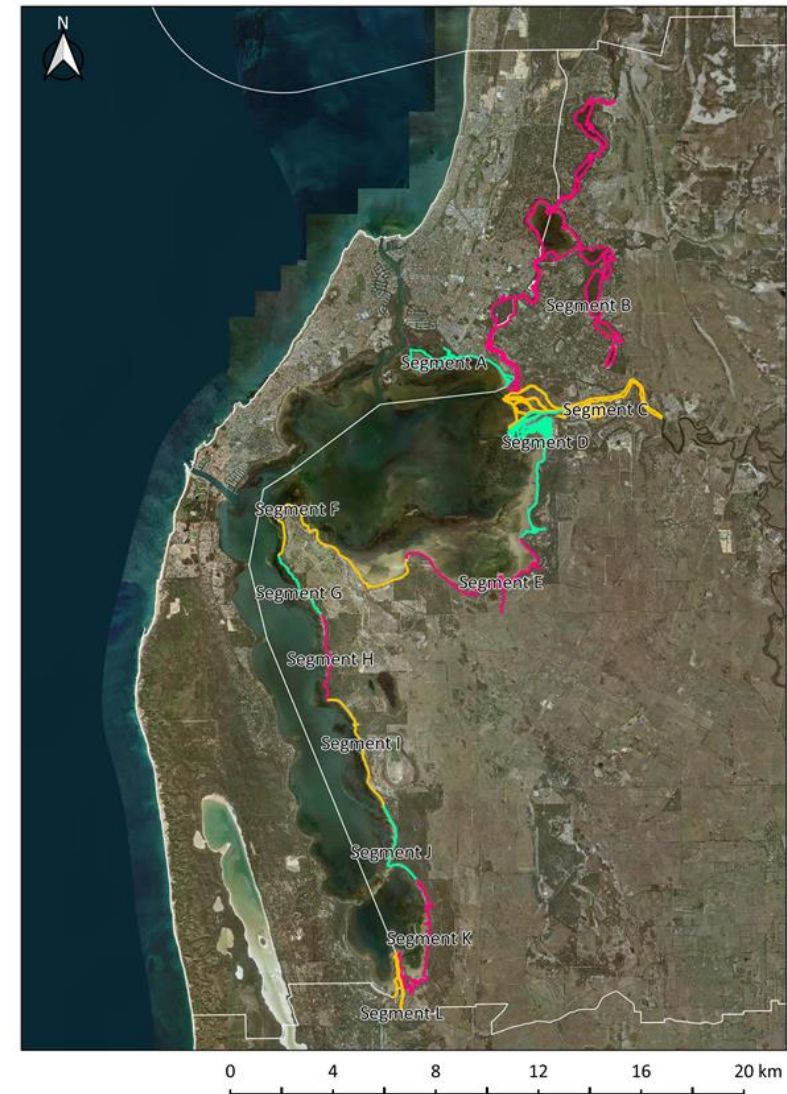 N
Segment B
Segment A
Segment C
Segment D
Segment F
Segment E
Segment G
Segment H
Segment I
Segment J
Segment K
Segment L
0 4 8 12 16 20 km